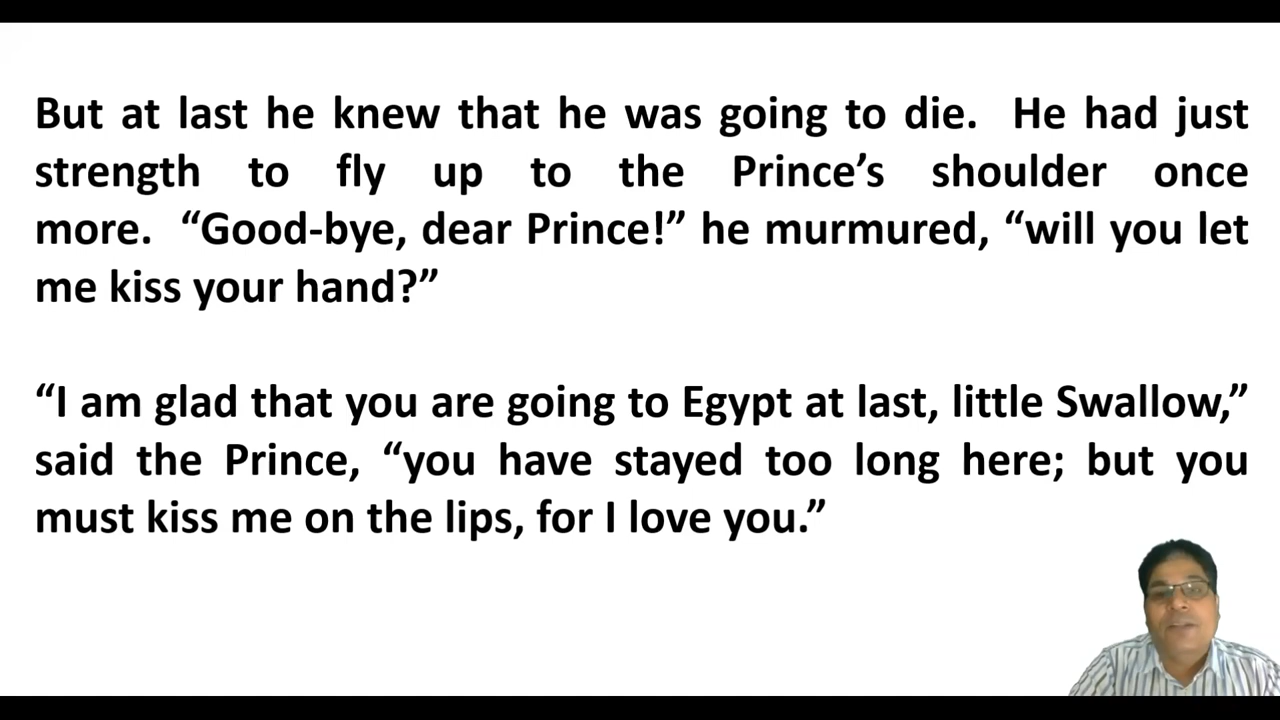 But at last he knew that he was going to die.  He had just
strength to fly up to the Prince’s shoulder once
more.  “Good-bye, dear Prince!” he murmured, “will you let
me kiss your hand?”
“I am glad that you are going to Egypt at last, little Swallow,”
said the Prince, “you have stayed too long here; but you
must kiss me on the lips, for I love you.”